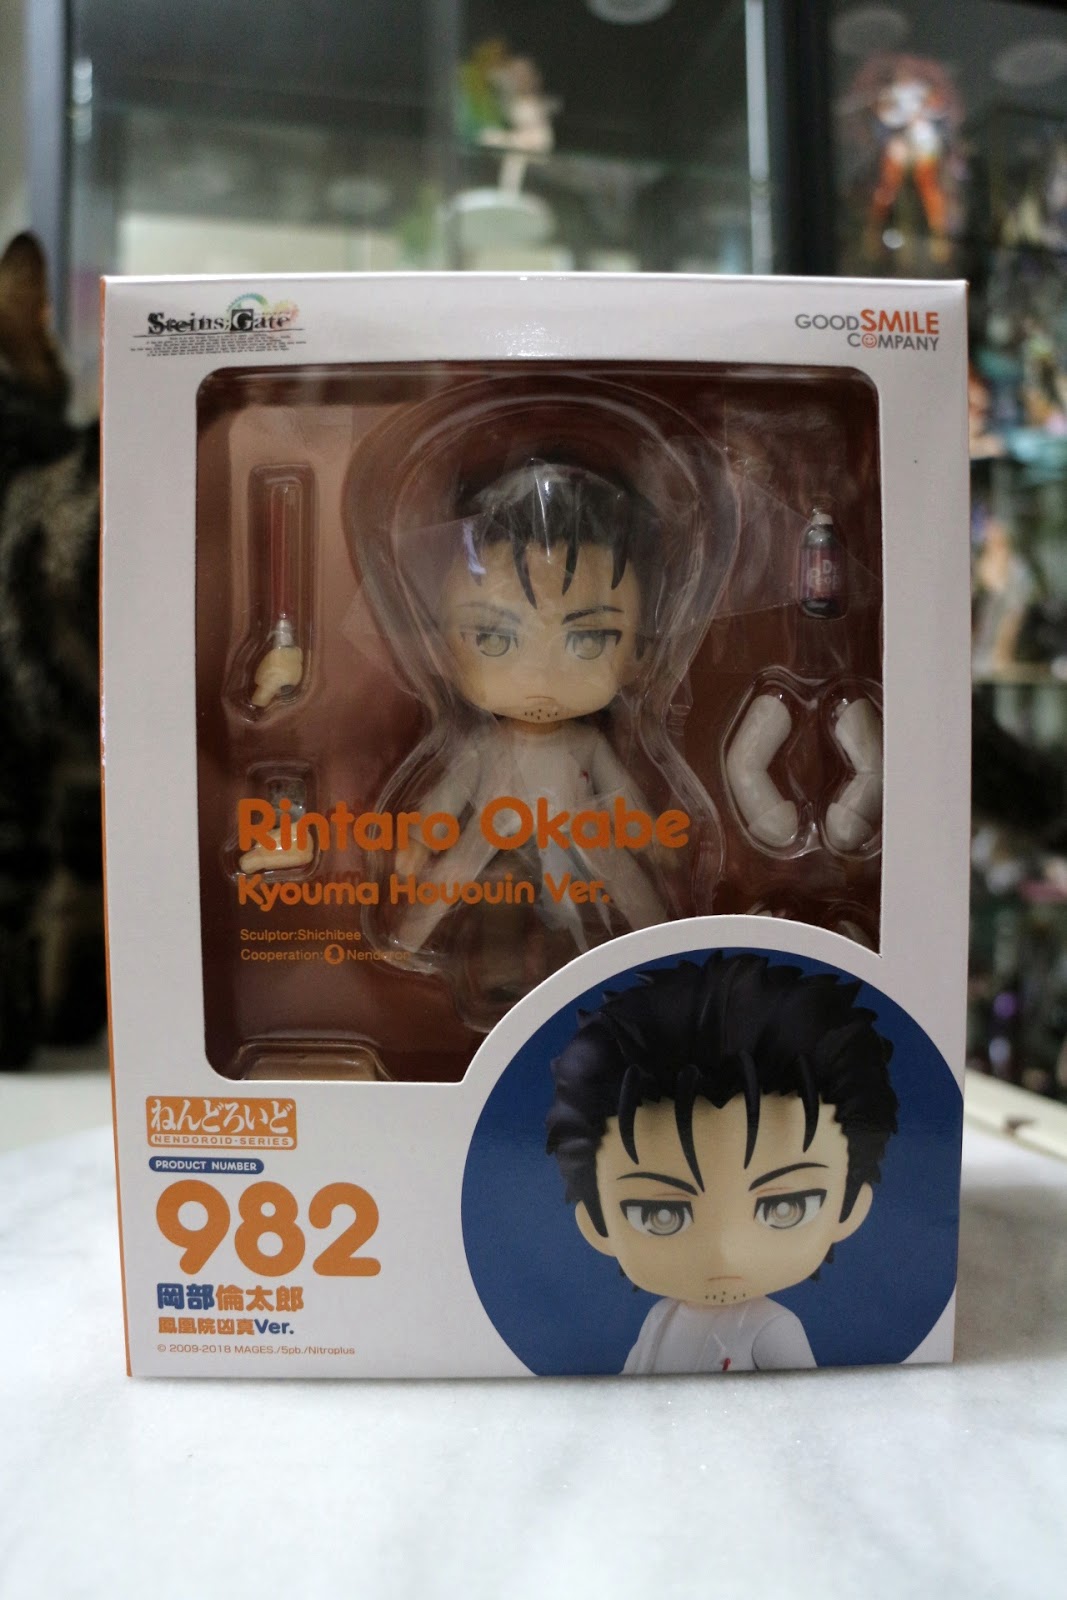 Steins;Gate
GOOD SMILE
COMPANY
Dr
Rintaro Okabe
Kyouma Hououin Ver.
Sculptor:Shichibee
Cooperation: Nendoron
ねんどろいど
NENDOROID-SERIES
PRODUCT NUMBER
982
岡部倫太郎
鳳凰院凶真Ver.
© 2009-2018 MAGES./5pb./Nitroplus